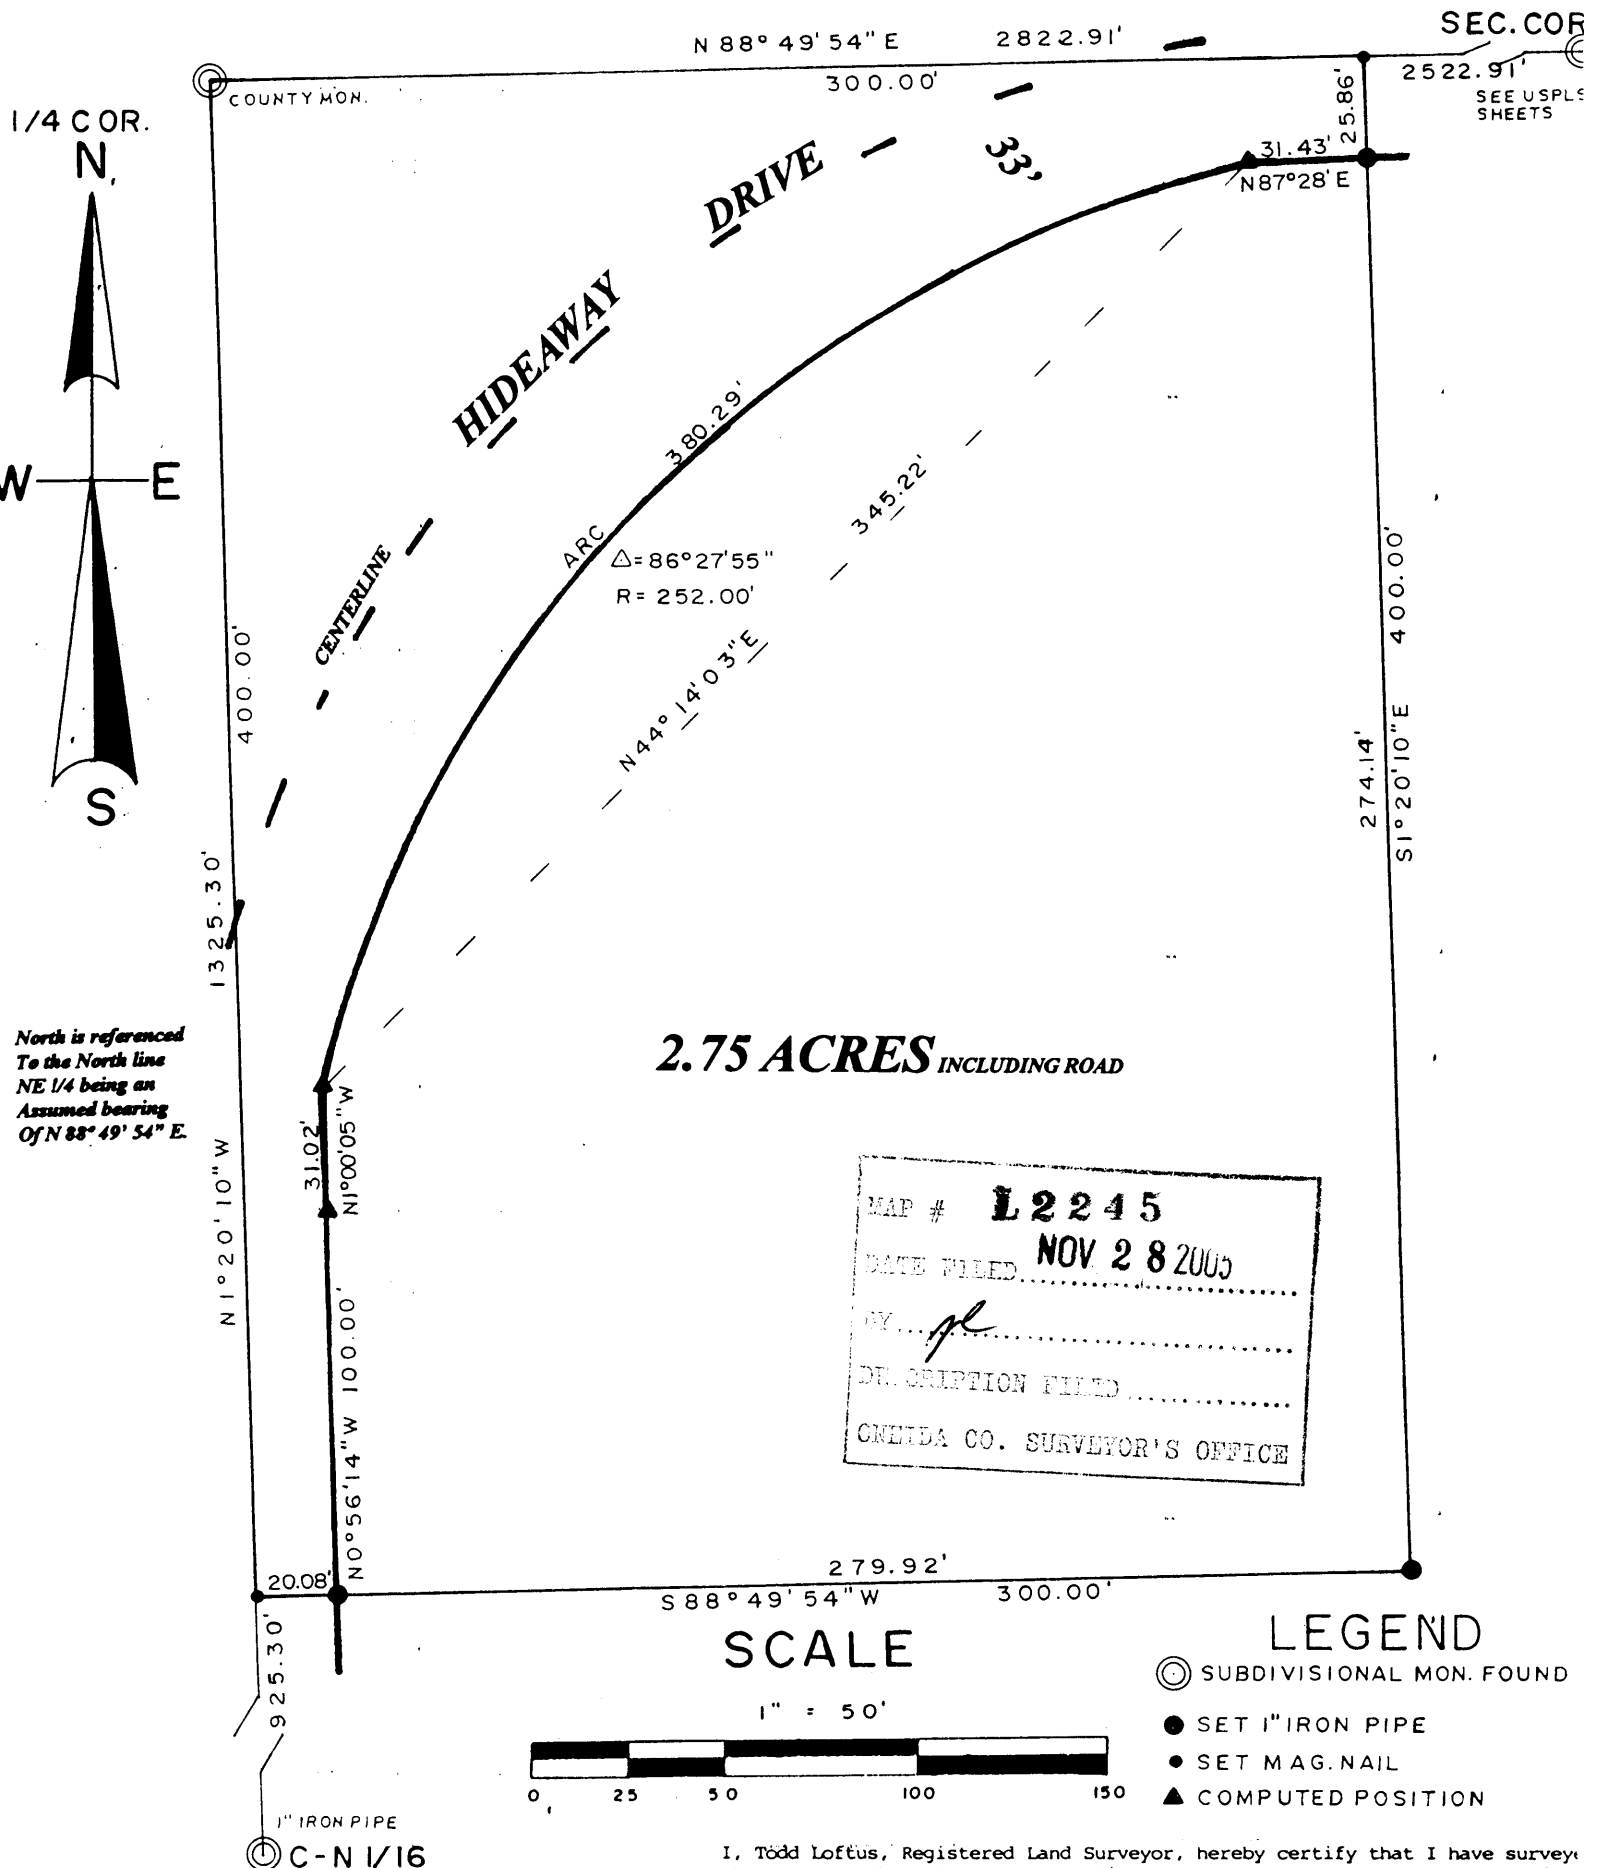 SEC. COR
N 88° 49' 54" E 2822.91'
300.00'
2522.91'
SEE USPLS
SHEETS
COUNTY MON.
1/4 COR.
N
W E
S
25.86'
31.43'
N87°28' E
33'
HIDEAWAY DRIVE
CENTERLINE
ARC 380.29'
△=86°27'55"
R= 252.00'
345.22'
N44° 14' 03" E
400.00'
1325.30'
N 1° 20' 10" W
400.00'
274.14'
S1°20'10"E
North is referenced
To the North line
NE 1/4 being an
Assumed bearing
Of N 88° 49' 54" E.
2.75 ACRES INCLUDING ROAD
31.02'
N1°00'05"W
N0°56'14"W 100.00'
MAP # L2245
DATE FILED NOV 28 2005
BY
FILED
ONEIDA CO. SURVEYOR'S OFFICE
20.08'
279.92'
S 88° 49' 54" W 300.00'
925.30'
SCALE
1" = 50'
0 25 50 100 150
LEGEND
SUBDIVISIONAL MON. FOUND
SET 1" IRON PIPE
SET MAG. NAIL
COMPUTED POSITION
1" IRON PIPE
C-N 1/16
I, Todd Loftus, Registered Land Surveyor, hereby certify that I have surveye